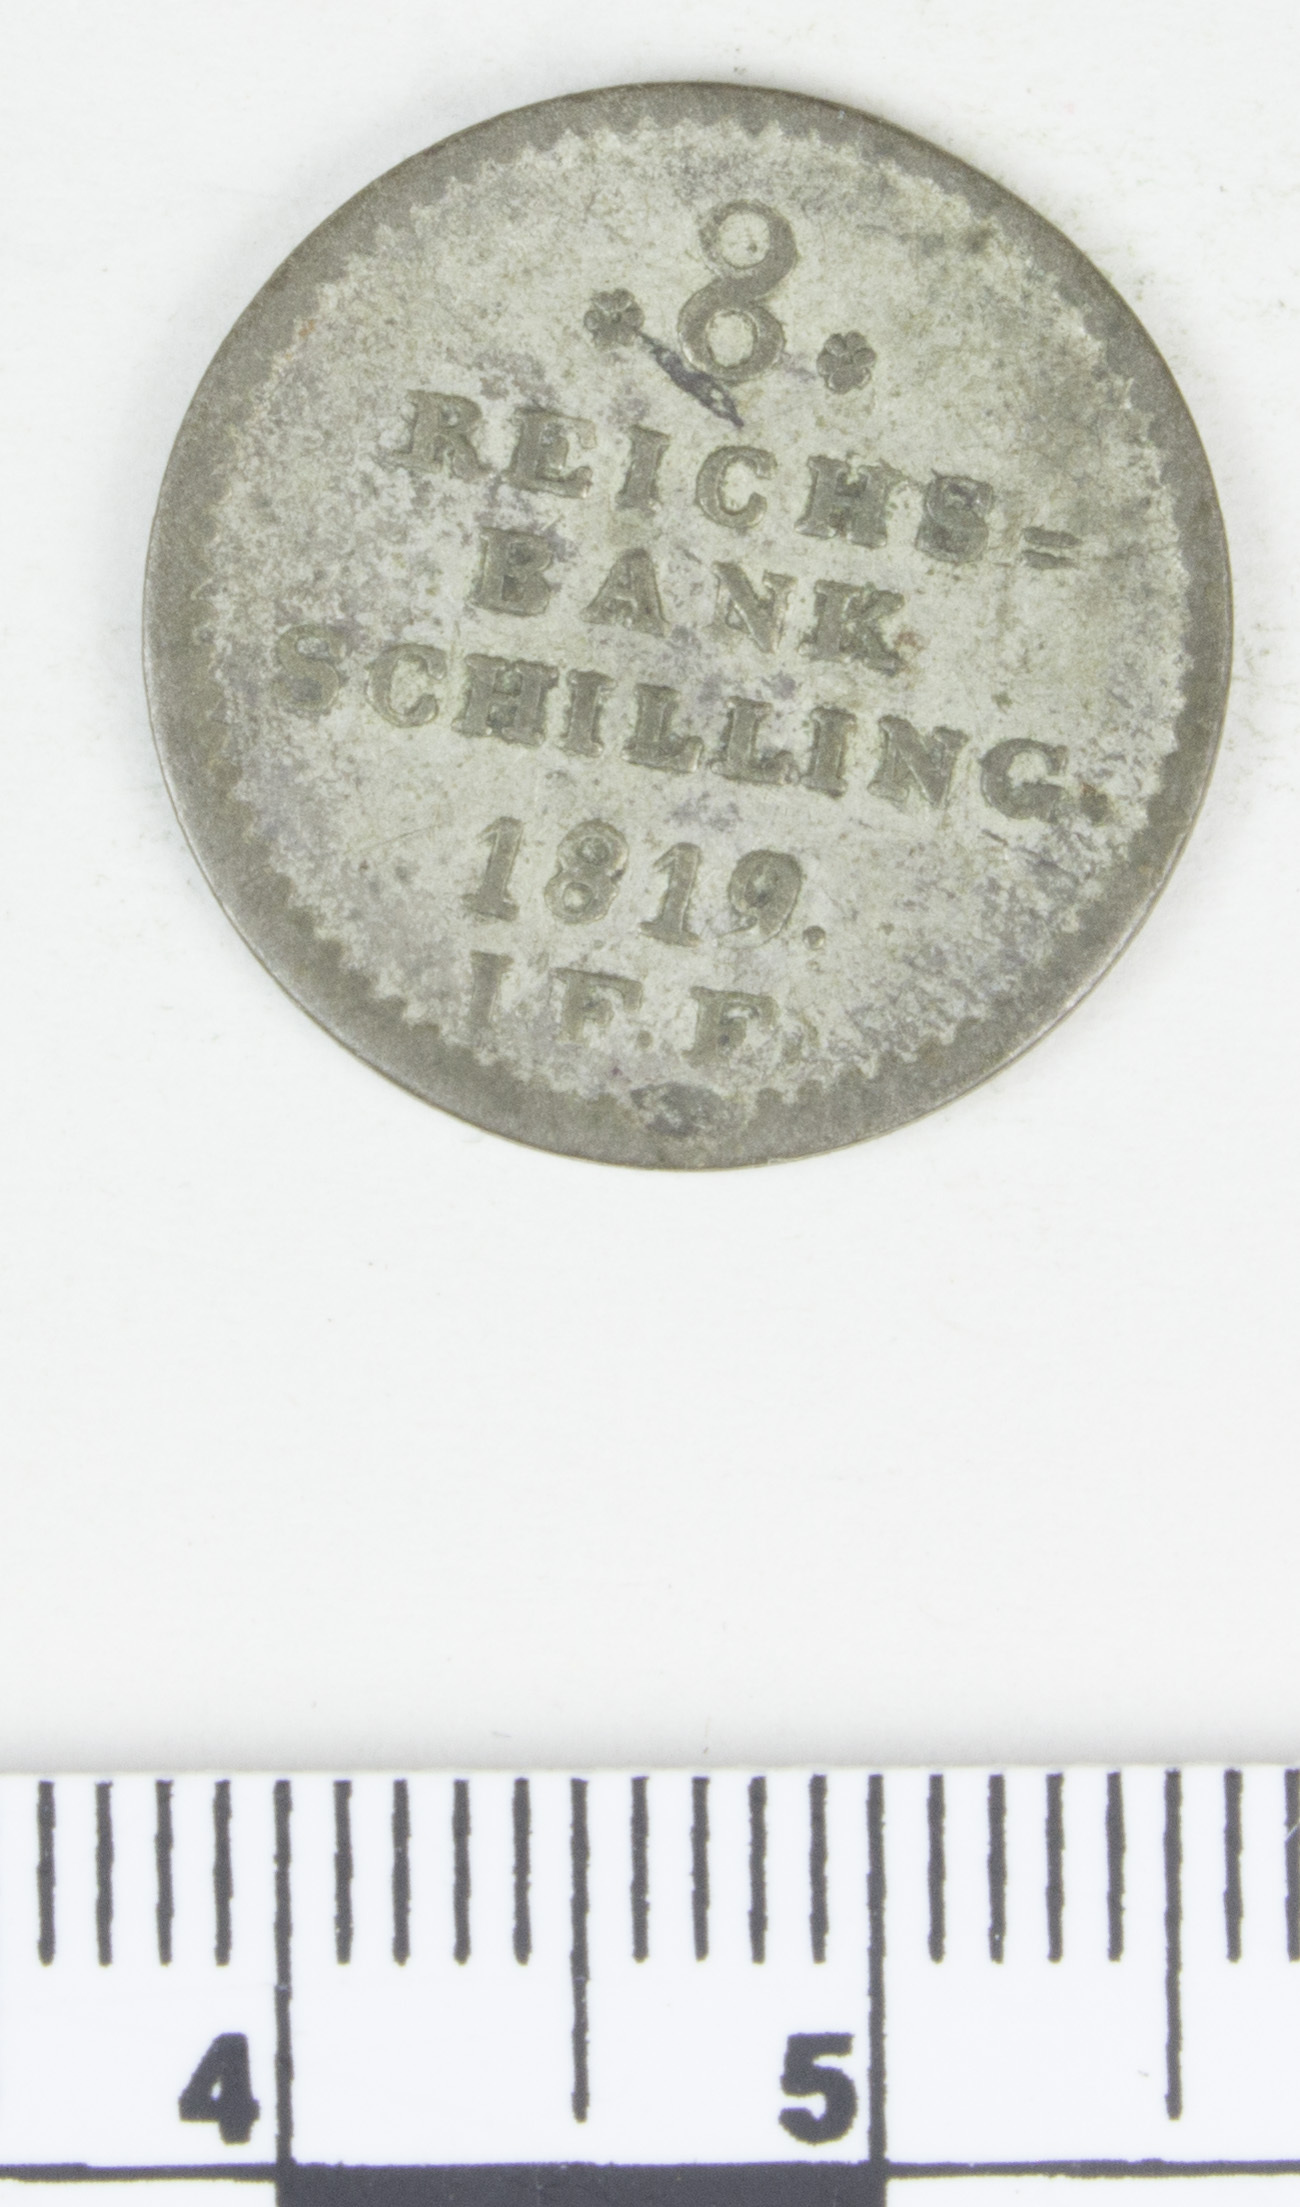 8.
REICHS=
BANK
SCHILLING.
1819.
I.F.F.
4 5